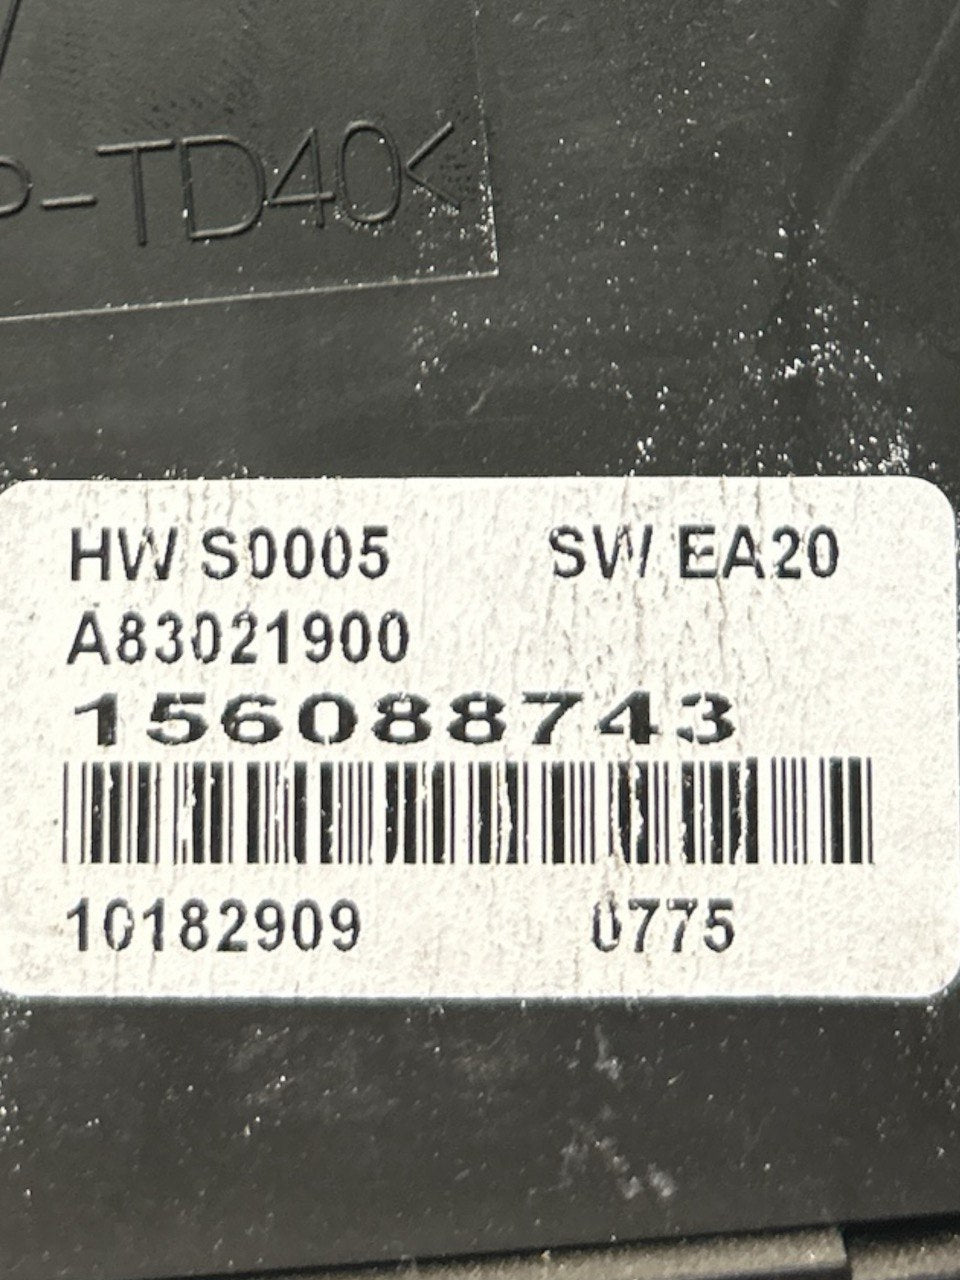 P-TD40<
HW S0005 SW EA20
A83021900
156088743
10182909 0775